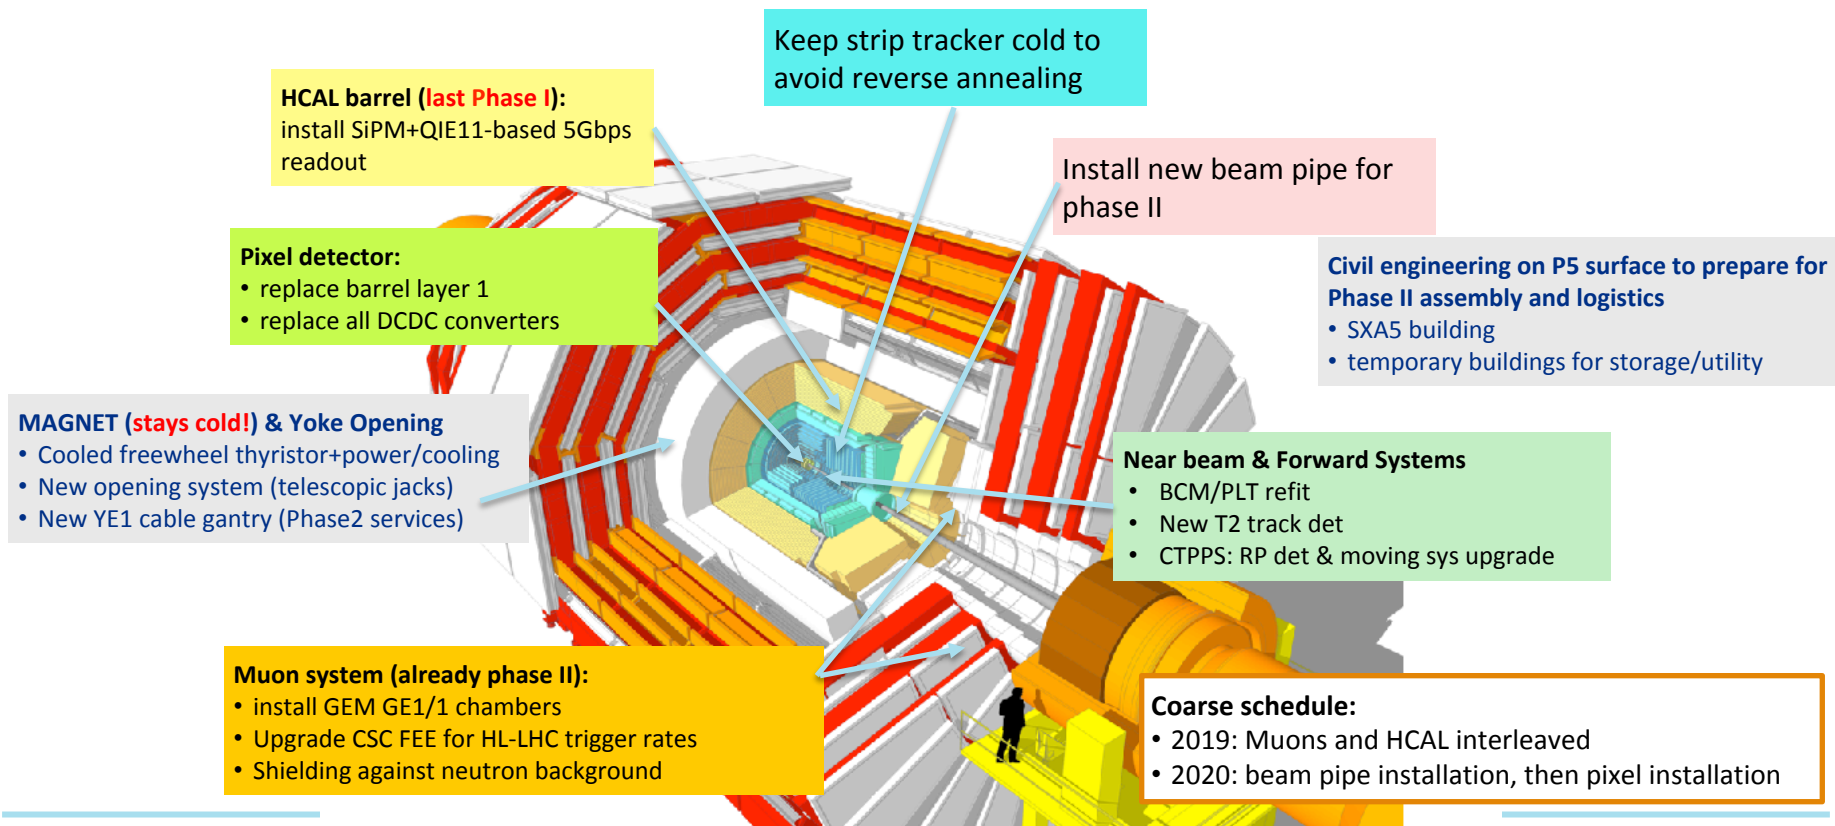 Keep strip tracker cold to
avoid reverse annealing
HCAL barrel (last Phase I):
install SiPM+QIE11-based 5Gbps
readout
Install new beam pipe for
phase II
Pixel detector:
• replace barrel layer 1
• replace all DCDC converters
Civil engineering on P5 surface to prepare for
Phase II assembly and logistics
• SXA5 building
• temporary buildings for storage/utility
MAGNET (stays cold!) & Yoke Opening
• Cooled freewheel thyristor+power/cooling
• New opening system (telescopic jacks)
• New YE1 cable gantry (Phase2 services)
Near beam & Forward Systems
• BCM/PLT refit
• New T2 track det
• CTPPS: RP det & moving sys upgrade
Muon system (already phase II):
• install GEM GE1/1 chambers
• Upgrade CSC FEE for HL-LHC trigger rates
• Shielding against neutron background
Coarse schedule:
• 2019: Muons and HCAL interleaved
• 2020: beam pipe installation, then pixel installation